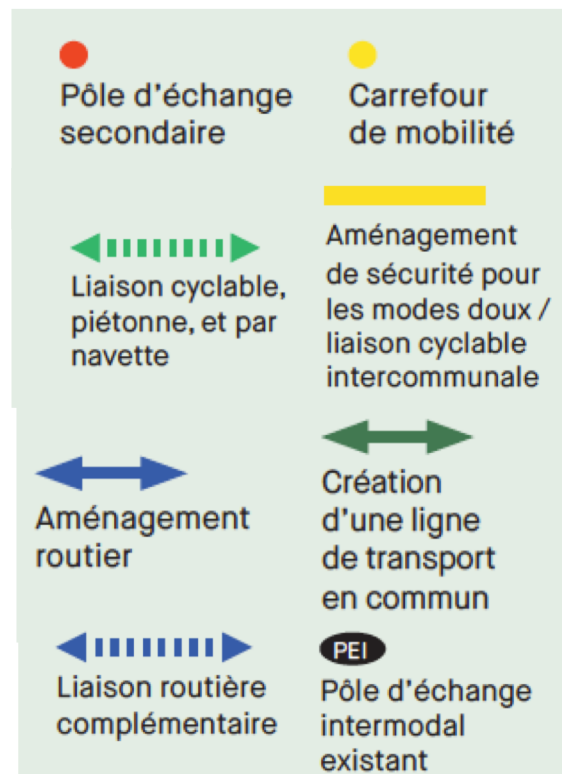 Pôle d'échange
secondaire
Carrefour
de mobilité
Liaison cyclable,
piétonne, et par
navette
Aménagement
de sécurité pour
les modes doux /
liaison cyclable
intercommunale
Aménagement
routier
Création
d'une ligne
de transport
en commun
Liaison routière
complémentaire
PEI
Pôle d'échange
intermodal
existant